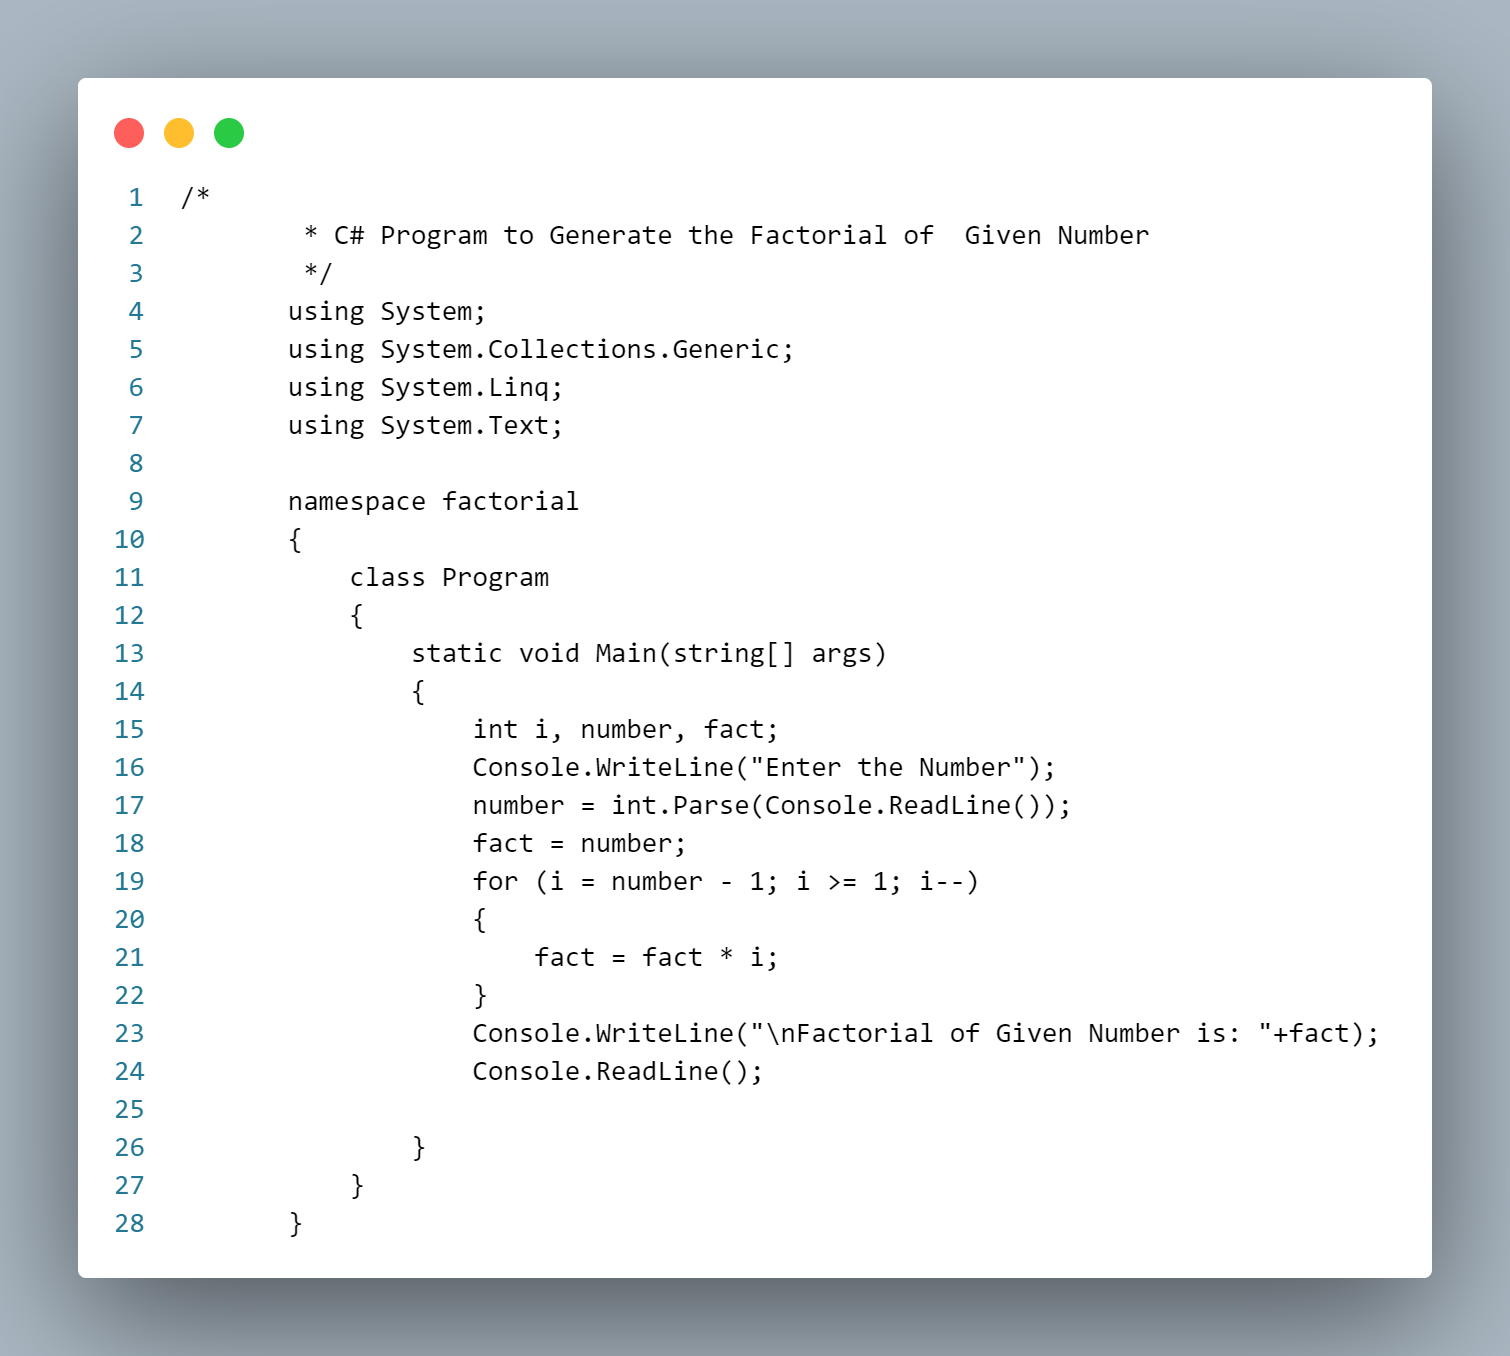 1 /*
2         * C# Program to Generate the Factorial of  Given Number
3         */
4        using System;
5        using System.Collections.Generic;
6        using System.Linq;
7        using System.Text;
8
9        namespace factorial
10        {
11            class Program
12            {
13                static void Main(string[] args)
14                {
15                    int i, number, fact;
16                    Console.WriteLine("Enter the Number");
17                    number = int.Parse(Console.ReadLine());
18                    fact = number;
19                    for (i = number - 1; i >= 1; i--)
20                    {
21                        fact = fact * i;
22                    }
23                    Console.WriteLine("\nFactorial of Given Number is: "+fact);
24                    Console.ReadLine();
25
26                }
27            }
28        }